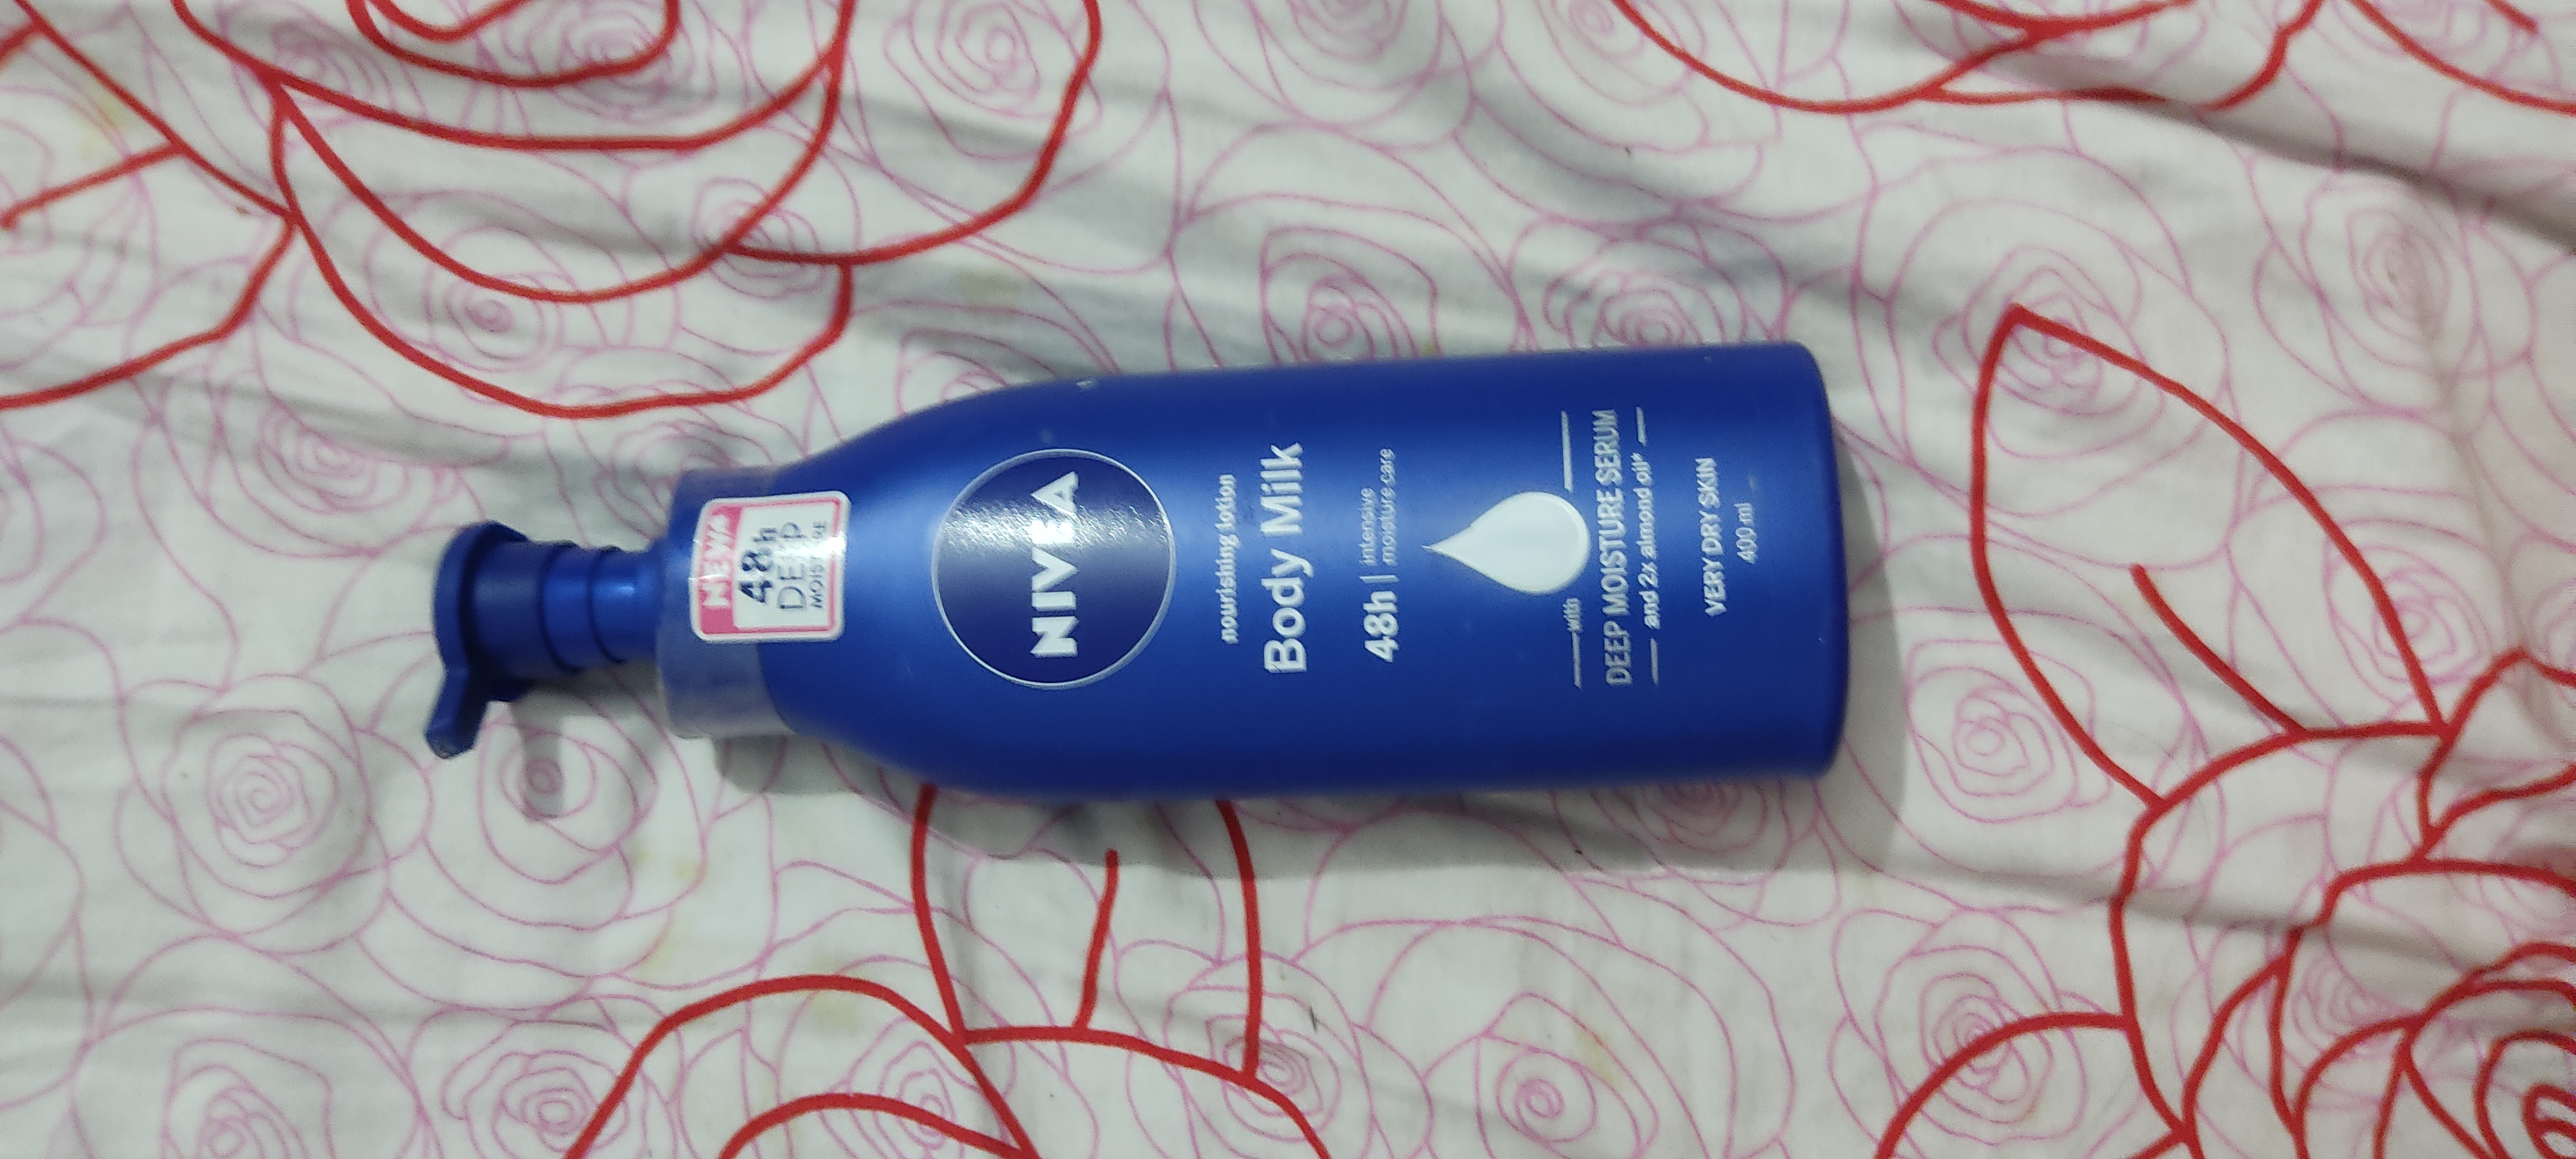 NEW*
48h
DEEP
MOISTURE
NIVEA
nourishing lotion
Body Milk
48h | intensive
moisture care
with
DEEP MOISTURE SERUM
and 2x almond oil*
VERY DRY SKIN
400 ml